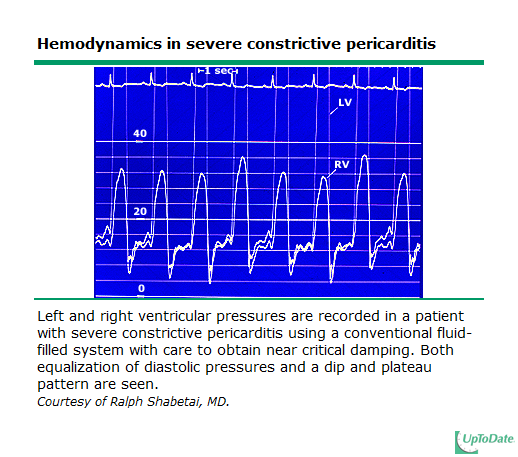 Hemodynamics in severe constrictive pericarditis
1 sec
LV
40
RV
20
0
Left and right ventricular pressures are recorded in a patient
with severe constrictive pericarditis using a conventional fluid-
filled system with care to obtain near critical damping. Both
equalization of diastolic pressures and a dip and plateau
pattern are seen.
Courtesy of Ralph Shabetai, MD.
UpToDate